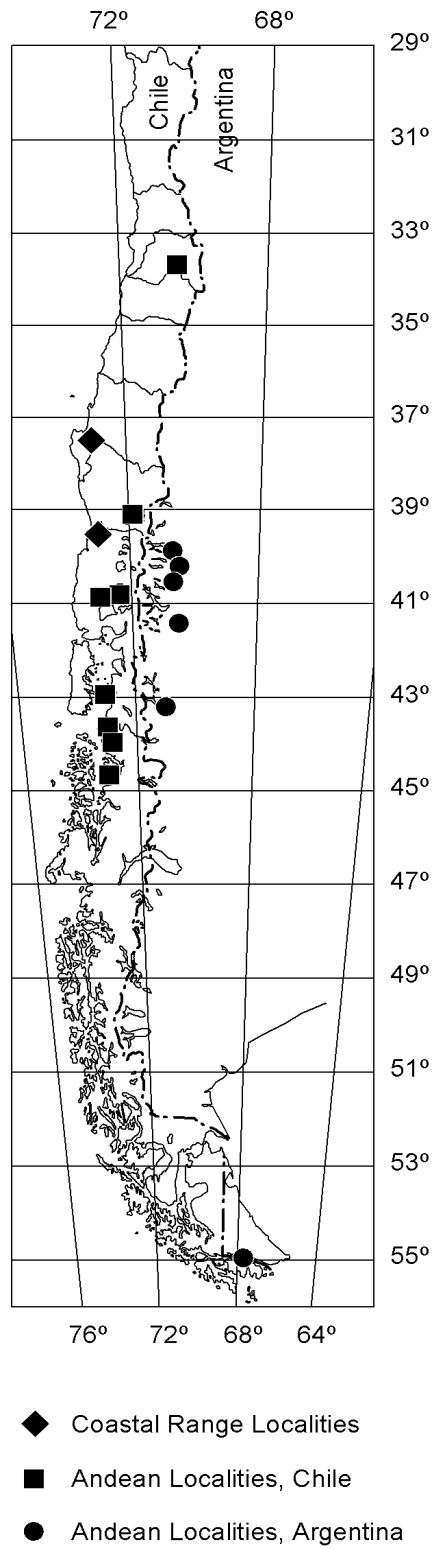 72º 68º
29º
Chile
Argentina
31º
33º
35º
37º
39º
41º
43º
45º
47º
49º
51º
53º
55º
76º 72º 68º 64º
Coastal Range Localities
Andean Localities, Chile
Andean Localities, Argentina